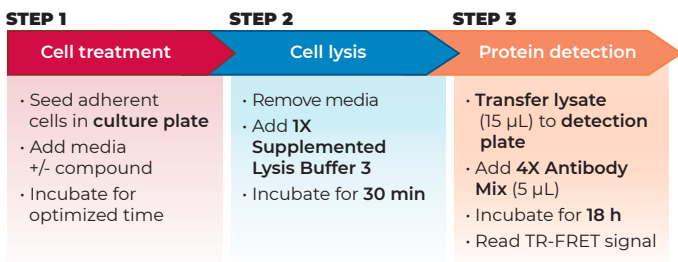 STEP 1
Cell treatment
· Seed adherent
cells in culture plate
· Add media
+/- compound
· Incubate for
optimized time
STEP 2
Cell lysis
· Remove media
· Add 1X
Supplemented
Lysis Buffer 3
· Incubate for 30 min
STEP 3
Protein detection
· Transfer lysate
(15 µL) to detection
plate
· Add 4X Antibody
Mix (5 µL)
· Incubate for 18 h
· Read TR-FRET signal